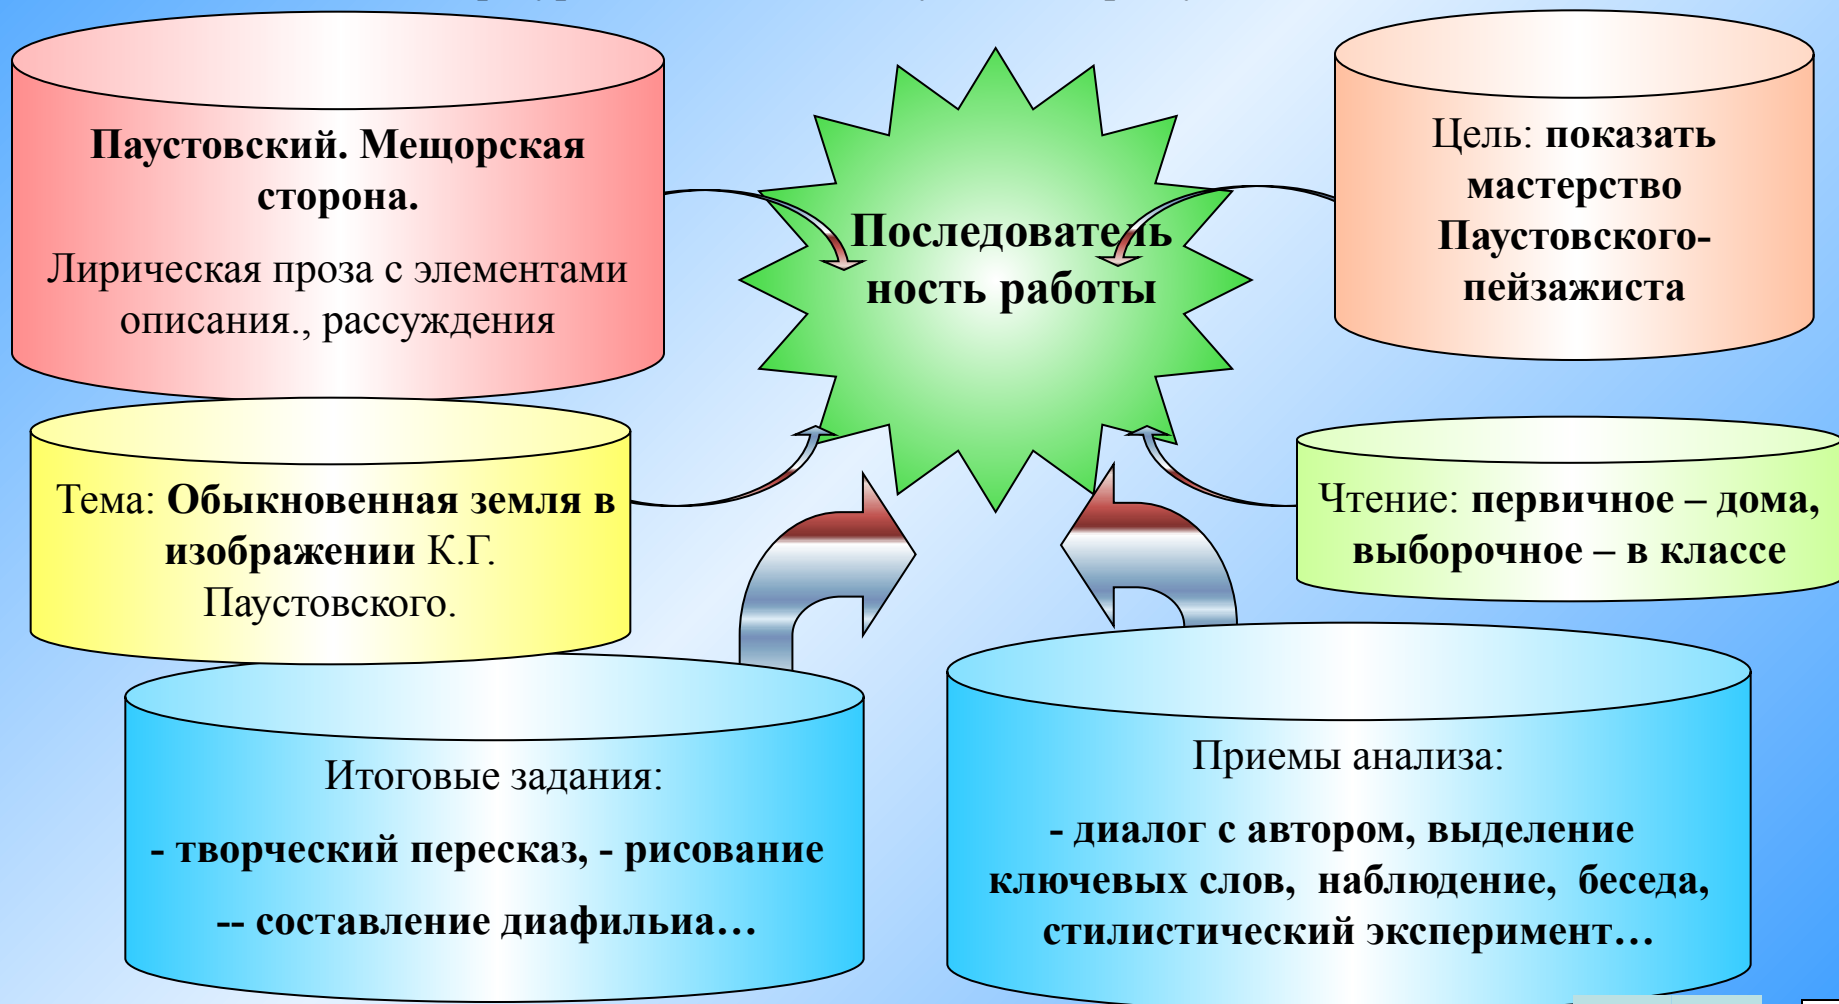 Паустовский. Мещорская
сторона.
Лирическая проза с элементами
описания., рассуждения
Последователь
ность работы
Цель: показать
мастерство
Паустовского-
пейзажиста
Тема: Обыкновенная земля в
изображении К.Г.
Паустовского.
Чтение: первичное – дома,
выборочное – в классе
Итоговые задания:
- творческий пересказ, - рисование
-- составление диафильиа…
Приемы анализа:
- диалог с автором, выделение
ключевых слов, наблюдение, беседа,
стилистический эксперимент…